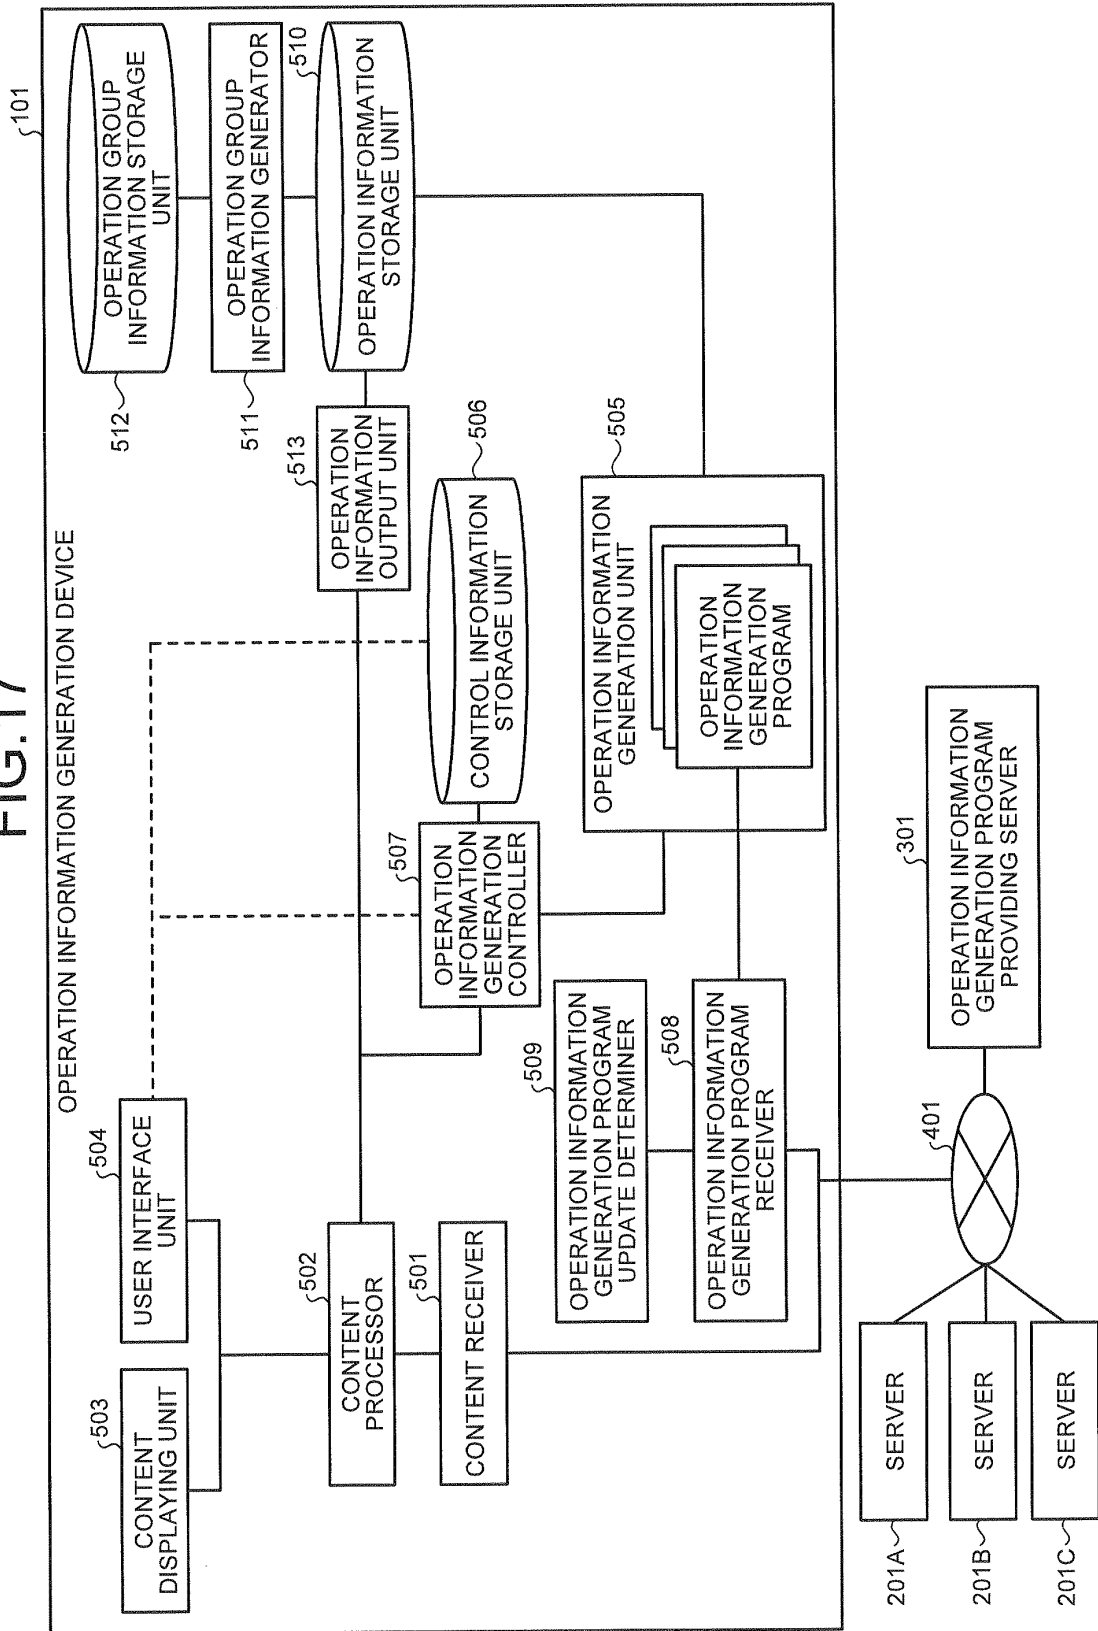 FIG.17
OPERATION INFORMATION GENERATION DEVICE
101
503
CONTENT
DISPLAYING UNIT
504
USER INTERFACE
UNIT
502
CONTENT
PROCESSOR
501
CONTENT RECEIVER
512
OPERATION GROUP
INFORMATION STORAGE
UNIT
511
OPERATION GROUP
INFORMATION GENERATOR
510
OPERATION INFORMATION
STORAGE UNIT
513
OPERATION
INFORMATION
OUTPUT UNIT
507
OPERATION
INFORMATION
GENERATION
CONTROLLER
506
CONTROL INFORMATION
STORAGE UNIT
509
OPERATION INFORMATION
GENERATION PROGRAM
UPDATE DETERMINER
508
OPERATION INFORMATION
GENERATION PROGRAM
RECEIVER
505
OPERATION INFORMATION
GENERATION UNIT
OPERATION
INFORMATION
GENERATION
PROGRAM
201A
SERVER
201B
SERVER
201C
SERVER
401
301
OPERATION INFORMATION
GENERATION PROGRAM
PROVIDING SERVER